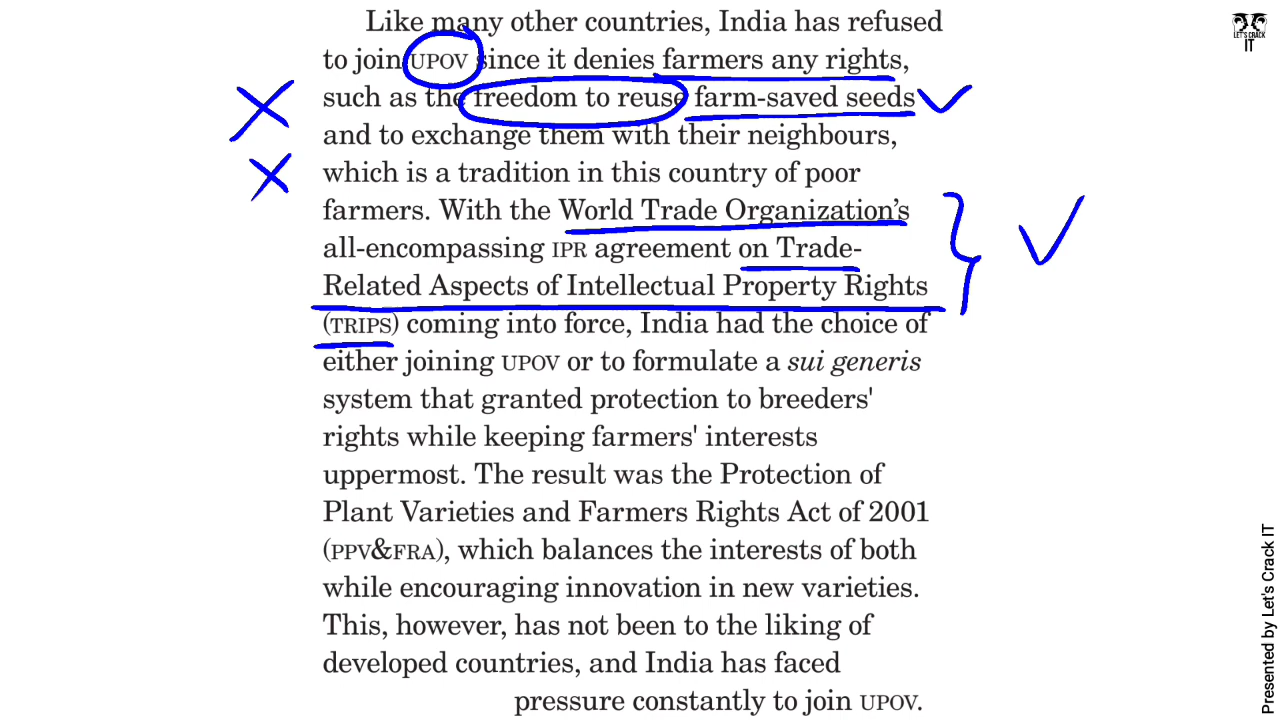 Like many other countries, India has refused
to join UPOV since it denies farmers any rights,
such as the freedom to reuse farm-saved seeds
and to exchange them with their neighbours,
which is a tradition in this country of poor
farmers. With the World Trade Organization's
all-encompassing IPR agreement on Trade-
Related Aspects of Intellectual Property Rights
(TRIPS) coming into force, India had the choice of
either joining UPOV or to formulate a sui generis
system that granted protection to breeders'
rights while keeping farmers' interests
uppermost. The result was the Protection of
Plant Varieties and Farmers Rights Act of 2001
(PPV&FRA), which balances the interests of both
while encouraging innovation in new varieties.
This, however, has not been to the liking of
developed countries, and India has faced
pressure constantly to join UPOV.
LET'S CRACK
IT
Presented by Let's Crack IT